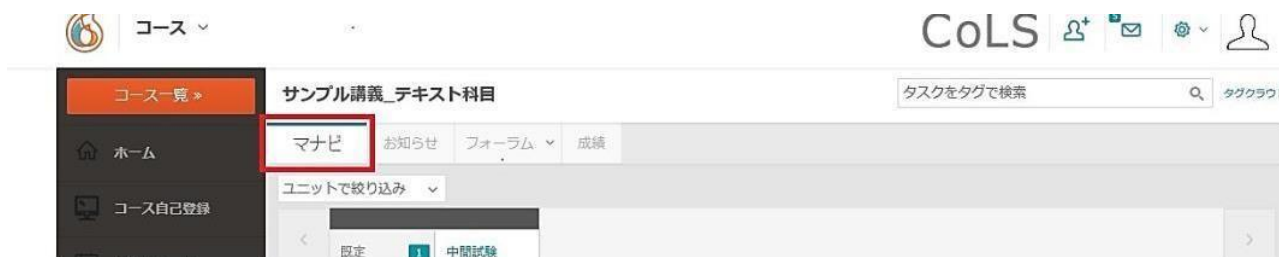 コース
CoLS
5
コース一覧 »
サンプル講義_テキスト科目
タスクをタグで検索
タグクラウ
ホーム
マナビ
お知らせ
フォーラム
成績
ユニットで絞り込み
コース自己登録
既定
1
中間試験